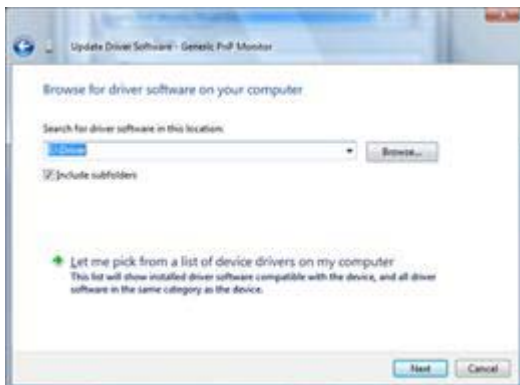 Update Driver Software - Generic PnP Monitor
Browse for driver software on your computer
Search for driver software in this location:
Browse...
Include subfolders
Let me pick from a list of device drivers on my computer
This list will show installed driver software compatible with the device, and all driver
software in the same category as the device.
Next
Cancel